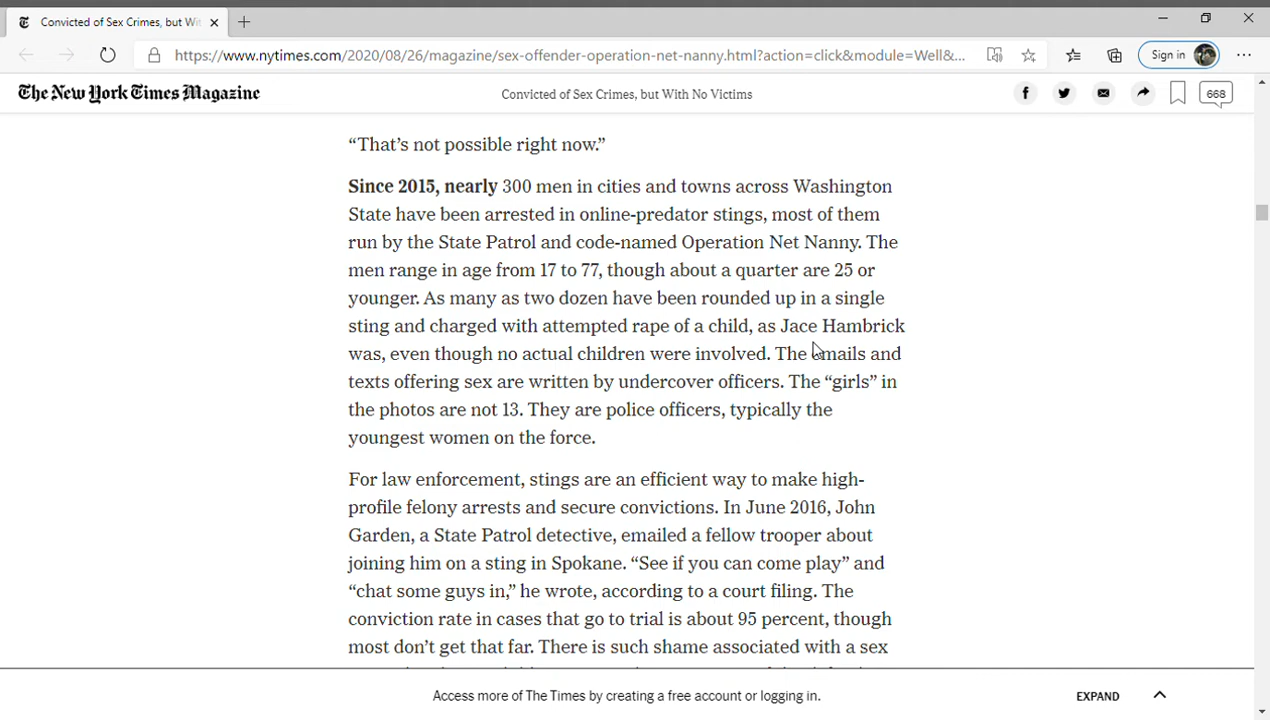 Convicted of Sex Crimes, but Wit
Sign in
https://www.nytimes.com/2020/08/26/magazine/sex-offender-operation-net-nanny.html?action=click&module=Well&...
The New York Times Magazine
Convicted of Sex Crimes, but With No Victims
668
“That’s not possible right now.”
Since 2015, nearly 300 men in cities and towns across Washington
State have been arrested in online-predator stings, most of them
run by the State Patrol and code-named Operation Net Nanny. The
men range in age from 17 to 77, though about a quarter are 25 or
younger. As many as two dozen have been rounded up in a single
sting and charged with attempted rape of a child, as Jace Hambrick
was, even though no actual children were involved. The emails and
texts offering sex are written by undercover officers. The “girls” in
the photos are not 13. They are police officers, typically the
youngest women on the force.
For law enforcement, stings are an efficient way to make high-
profile felony arrests and secure convictions. In June 2016, John
Garden, a State Patrol detective, emailed a fellow trooper about
joining him on a sting in Spokane. “See if you can come play” and
“chat some guys in,” he wrote, according to a court filing. The
conviction rate in cases that go to trial is about 95 percent, though
most don’t get that far. There is such shame associated with a sex
Access more of The Times by creating a free account or logging in.
EXPAND